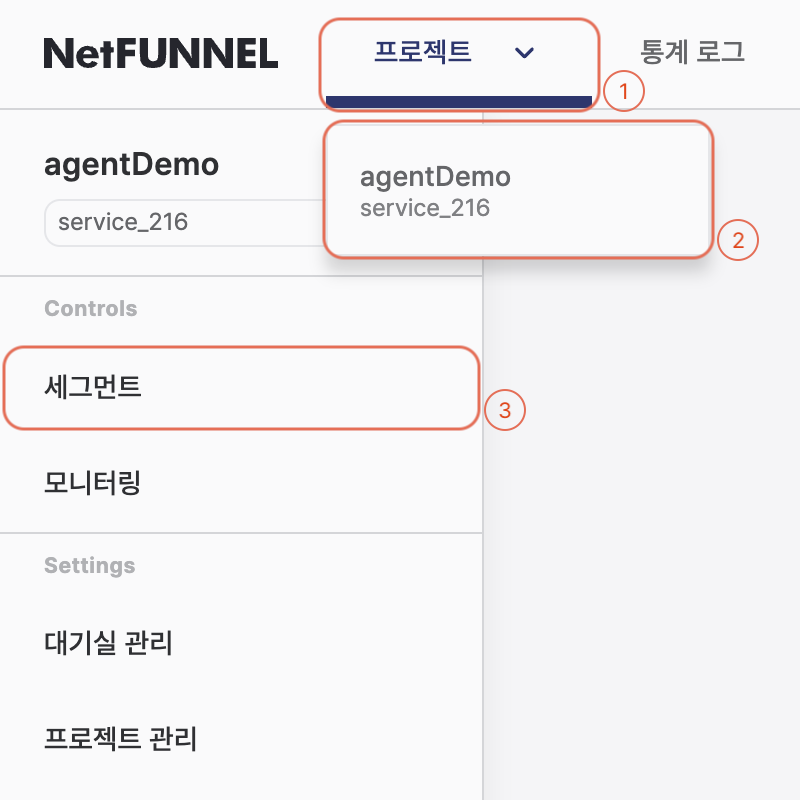 NetFUNNEL
프로젝트
통계 로그
1
agentDemo
service_216
agentDemo
service_216
2
Controls
세그먼트
3
모니터링
Settings
대기실 관리
프로젝트 관리